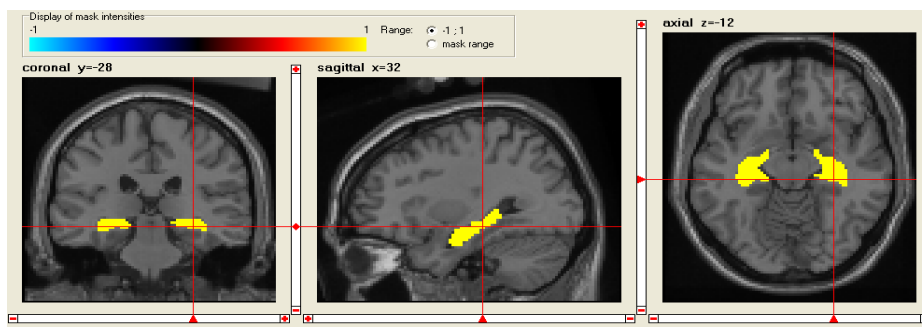 Display of mask intensities
-1 1 Range: -1 ; 1
mask range
coronal y=-28
sagittal x=32
axial z=-12